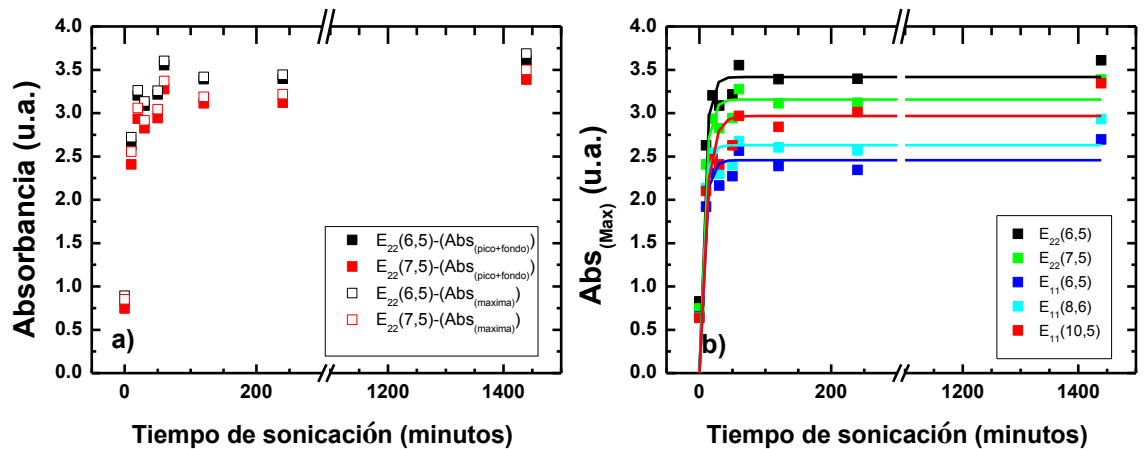 4.0
3.5
3.0
2.5
2.0
1.5
1.0
0.5
0.0
Absorbancia (u.a.)
a)
E22(6,5)-(Abs(pico+fondo))
E22(7,5)-(Abs(pico+fondo))
E22(6,5)-(Abs(maxima))
E22(7,5)-(Abs(maxima))
0 200 1200 1400
Tiempo de sonicación (minutos)
4.0
3.5
3.0
2.5
2.0
1.5
1.0
0.5
0.0
Abs(Max) (u.a.)
b)
E22(6,5)
E22(7,5)
E11(6,5)
E11(8,6)
E11(10,5)
0 200 1200 1400
Tiempo de sonicación (minutos)